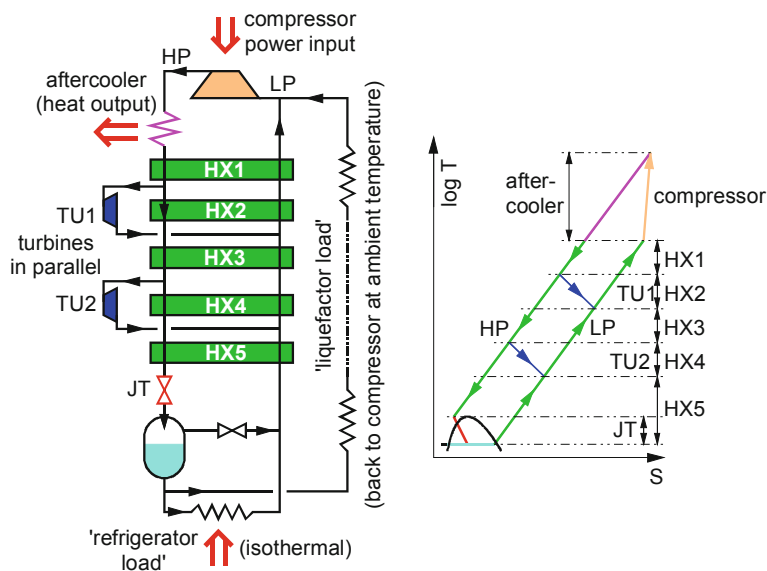 compressor
power input
HP
LP
aftercooler
(heat output)
HX1
HX2
TU1
turbines
in parallel
HX3
TU2
HX4
HX5
JT
'liquefactor load'
(back to compressor at ambient temperature)
'refrigerator
load'
(isothermal)
log T
after-
cooler
compressor
HX1
TU1
HX2
HP
LP
HX3
TU2
HX4
HX5
JT
S